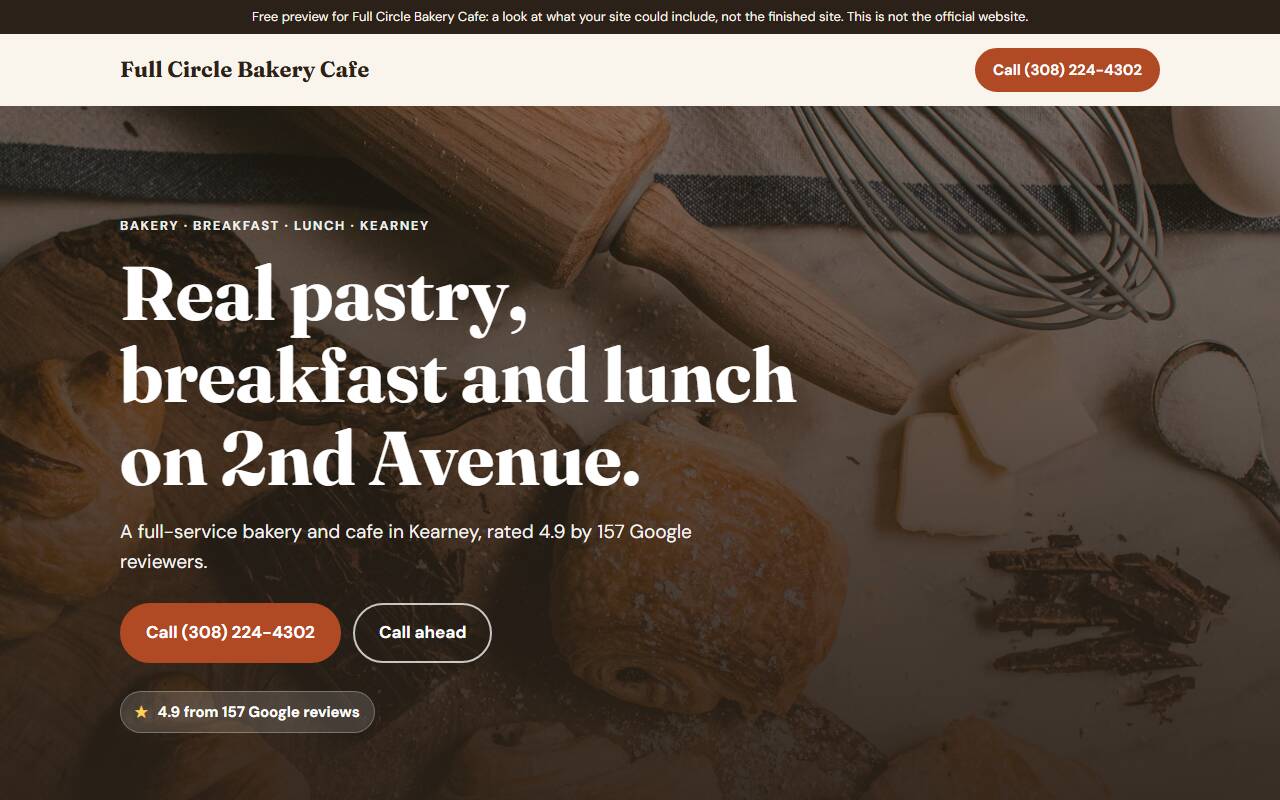 Free preview for Full Circle Bakery Cafe: a look at what your site could include, not the finished site. This is not the official website.
Full Circle Bakery Cafe
Call (308) 224-4302
BAKERY · BREAKFAST · LUNCH · KEARNEY
Real pastry,
breakfast and lunch
on 2nd Avenue.
A full-service bakery and cafe in Kearney, rated 4.9 by 157 Google
reviewers.
Call (308) 224-4302
Call ahead
★ 4.9 from 157 Google reviews